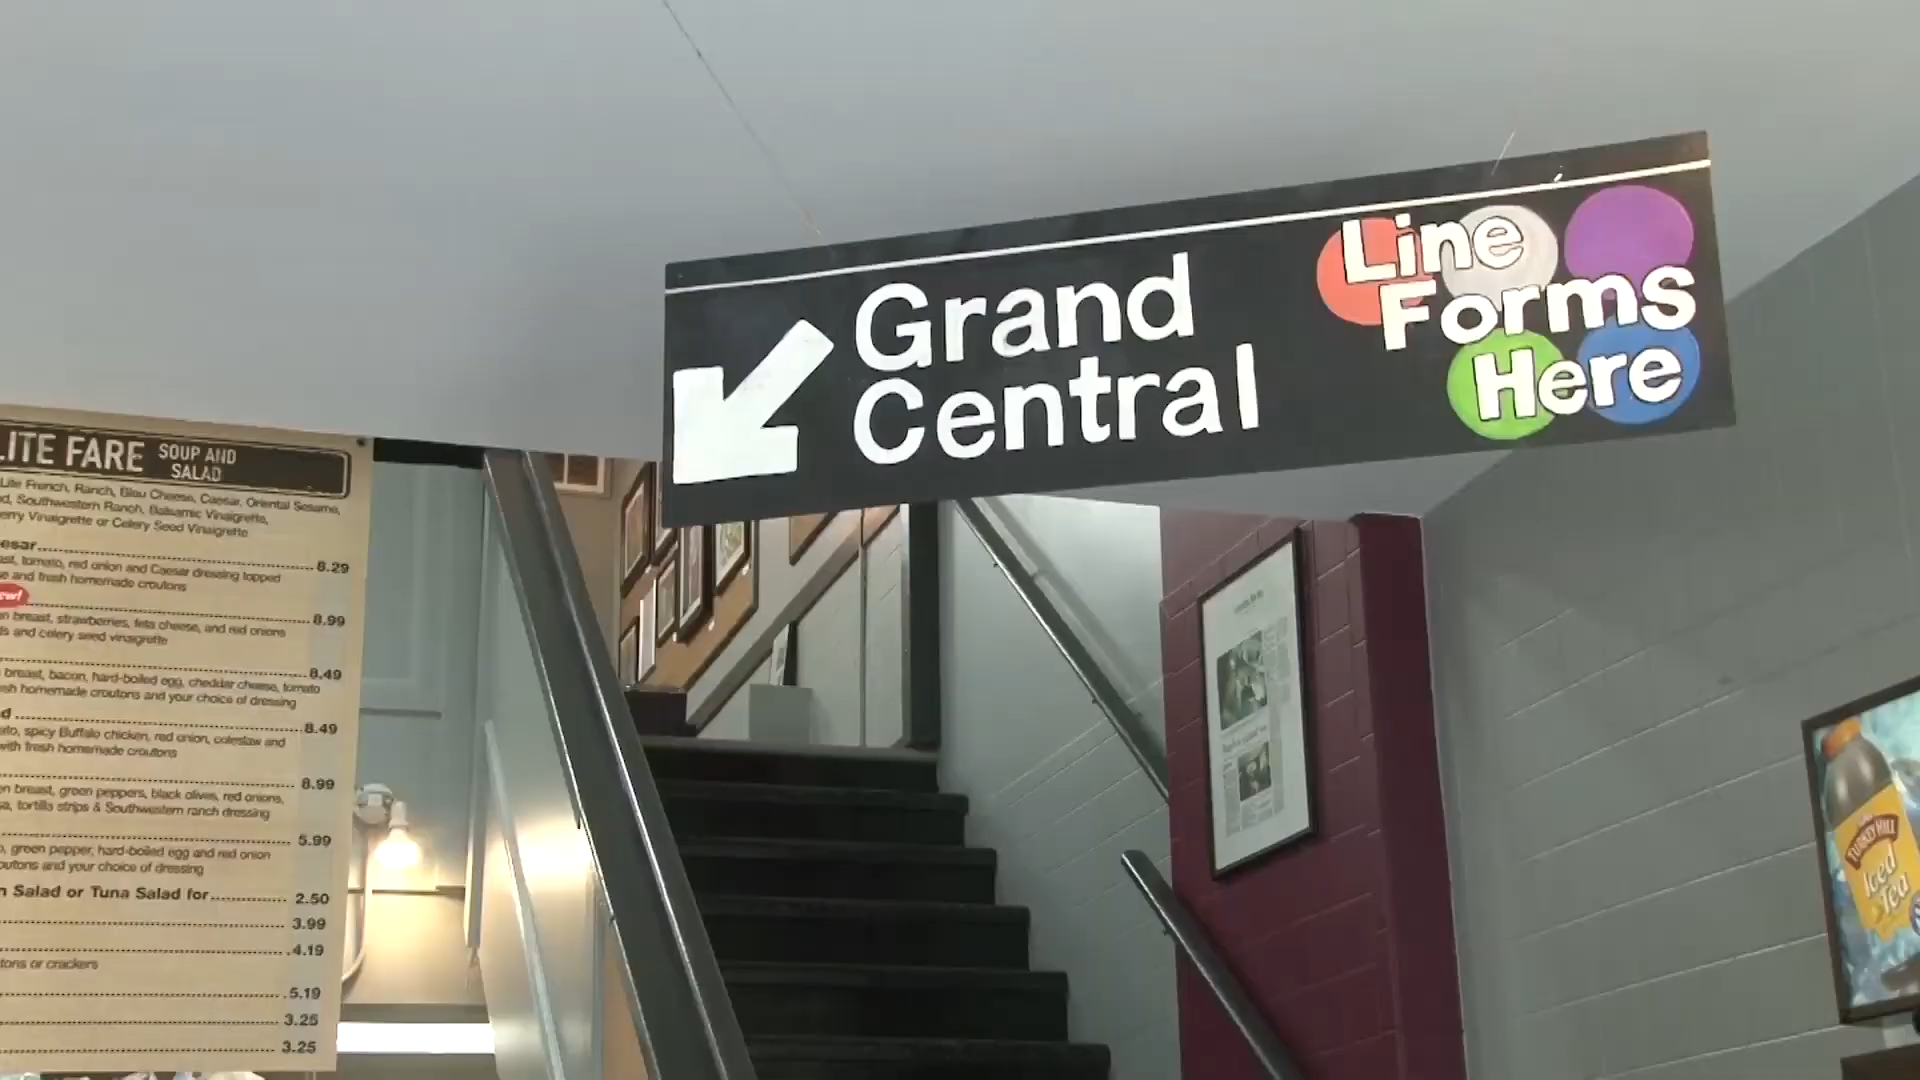 Grand
Central
Line
Forms
Here
LITE FARE SOUP AND
SALAD
Lite French, Ranch, Bleu Cheese, Caesar, Oriental Sesame,
Southwestern Ranch, Balsamic Vinaigrette,
Vinaigrette or Celery Seed Vinaigrette
8.29
tomato, red onion and Caesar dressing topped
and fresh homemade croutons
8.99
breast, strawberries, feta cheese, and red onions
and celery seed vinaigrette
8.49
breast, bacon, hard-boiled egg, cheddar cheese, tomato
homemade croutons and your choice of dressing
8.49
spicy Buffalo chicken, red onion, coleslaw and
with fresh homemade croutons
8.99
breast, green peppers, black olives, red onions,
tortilla strips & Southwestern ranch dressing
5.99
green pepper, hard-boiled egg and red onion
and your choice of dressing
Salad or Tuna Salad for 2.50
3.99
4.19
or crackers
5.19
3.25
3.25
TURKEY HILL
Iced
Tea